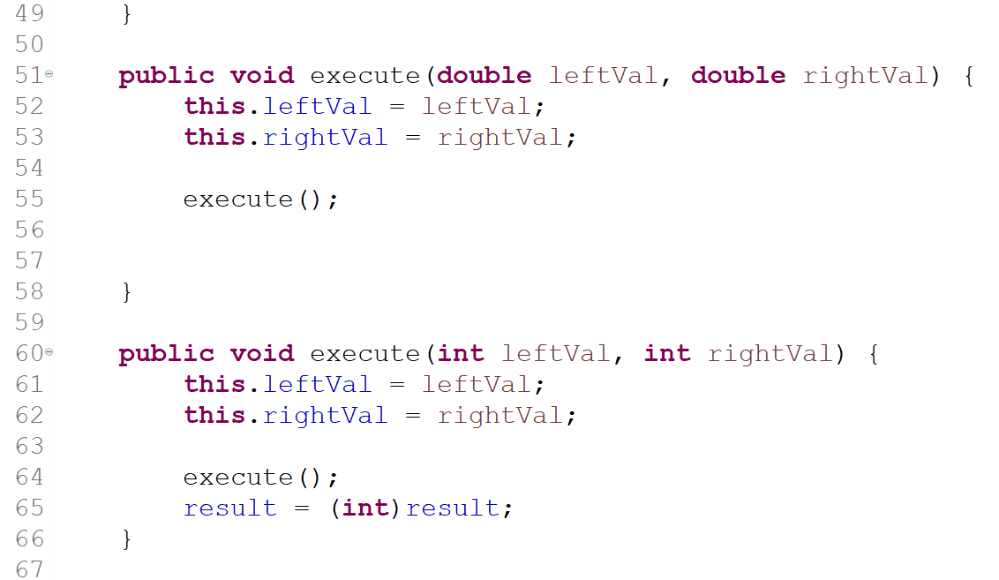 49     }
50
51     public void execute(double leftVal, double rightVal) {
52         this.leftVal = leftVal;
53         this.rightVal = rightVal;
54
55         execute();
56
57
58     }
59
60     public void execute(int leftVal, int rightVal) {
61         this.leftVal = leftVal;
62         this.rightVal = rightVal;
63
64         execute();
65         result = (int)result;
66     }
67